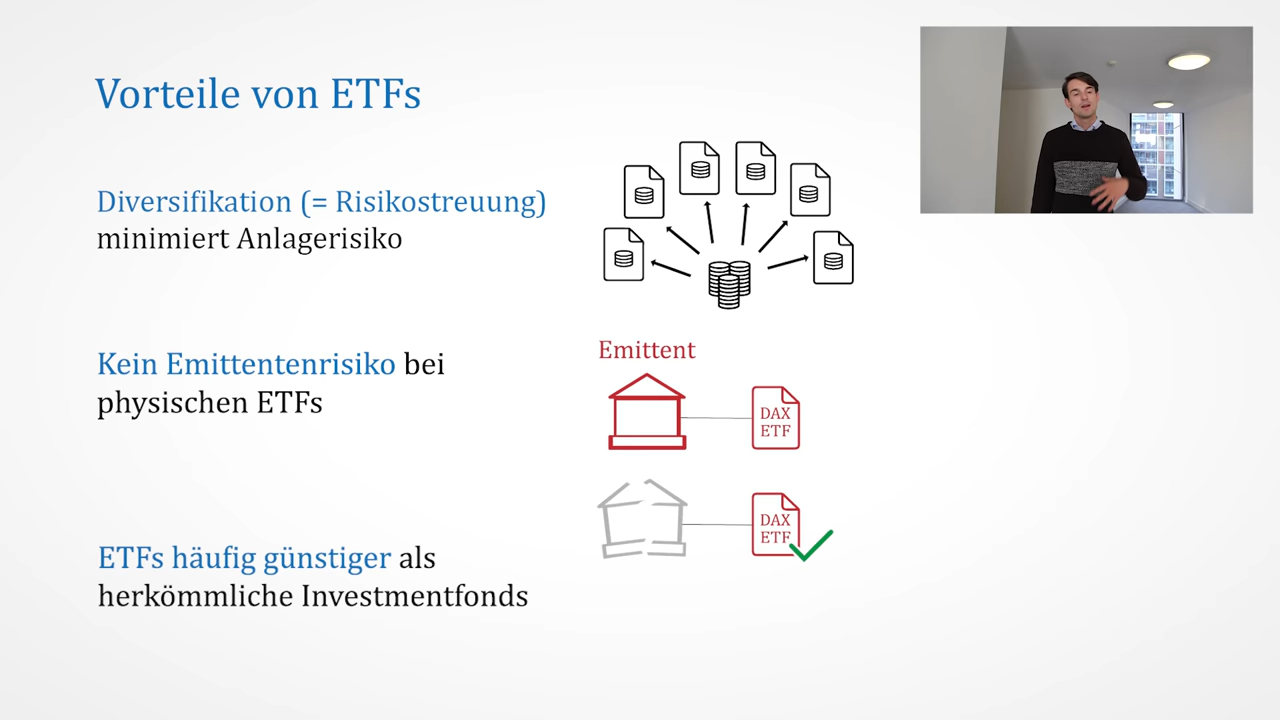 Vorteile von ETFs
Diversifikation (= Risikostreuung)
minimiert Anlagerisiko
Kein Emittentenrisiko bei
physischen ETFs
Emittent
DAX
ETF
DAX
ETF
ETFs häufig günstiger als
herkömmliche Investmentfonds